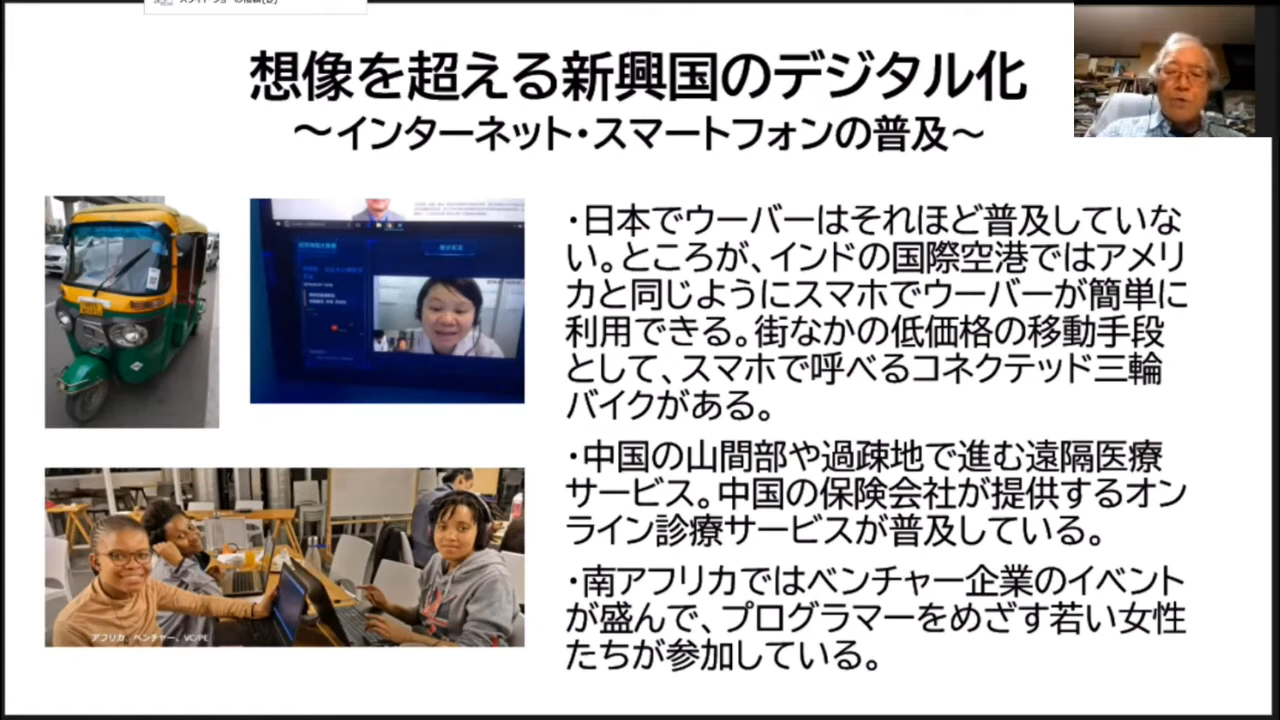 想像を超える新興国のデジタル化
～インターネット・スマートフォンの普及～
・日本でウーバーはそれほど普及していな
い。ところが、インドの国際空港ではアメリ
カと同じようにスマホでウーバーが簡単に
利用できる。街なかの低価格の移動手段
として、スマホで呼べるコネクテッド三輪
バイクがある。
・中国の山間部や過疎地で進む遠隔医療
サービス。中国の保険会社が提供するオン
ライン診療サービスが普及している。
・南アフリカではベンチャー企業のイベント
が盛んで、プログラマーをめざす若い女性
たちが参加している。
アフリカ、ベンチャー、VC/PE